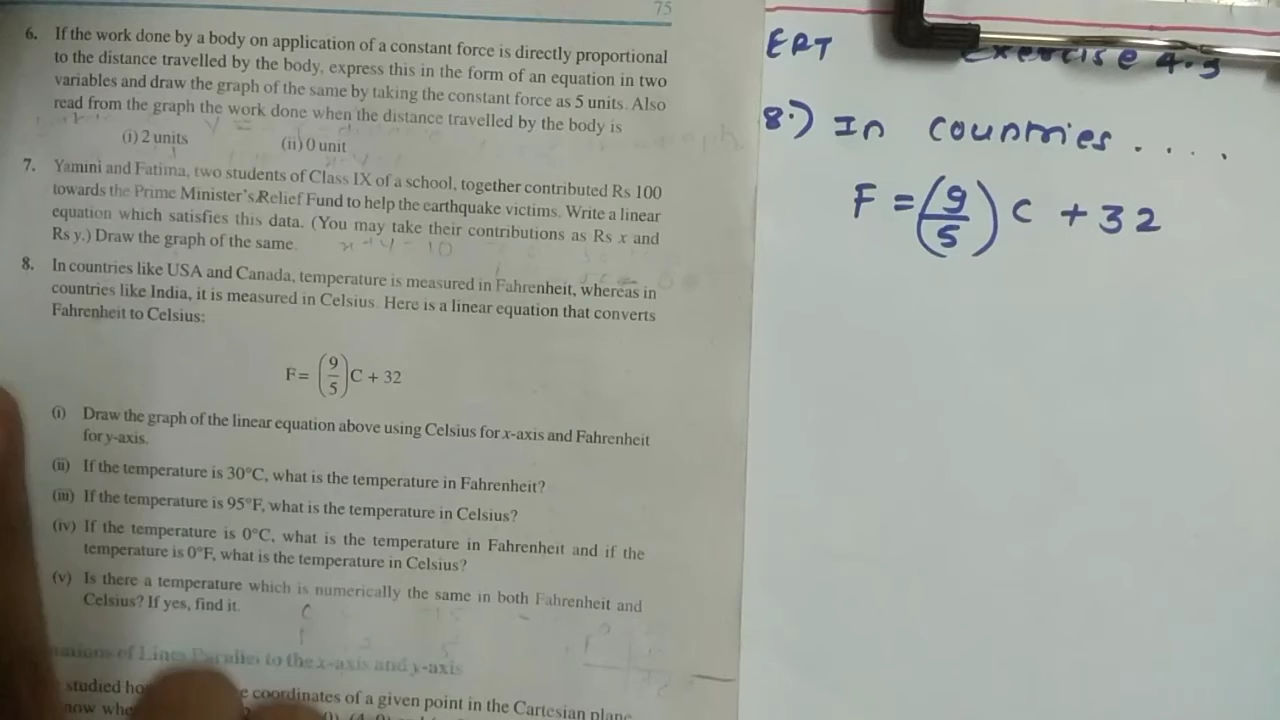 75
6. If the work done by a body on application of a constant force is directly proportional
to the distance travelled by the body, express this in the form of an equation in two
variables and draw the graph of the same by taking the constant force as 5 units. Also
read from the graph the work done when the distance travelled by the body is
(i) 2 units (ii) 0 unit
7. Yamini and Fatima, two students of Class IX of a school, together contributed Rs 100
towards the Prime Minister's Relief Fund to help the earthquake victims. Write a linear
equation which satisfies this data. (You may take their contributions as Rs x and
Rs y.) Draw the graph of the same.
8. In countries like USA and Canada, temperature is measured in Fahrenheit, whereas in
countries like India, it is measured in Celsius. Here is a linear equation that converts
Fahrenheit to Celsius:
F = (9/5) C + 32
(i) Draw the graph of the linear equation above using Celsius for x-axis and Fahrenheit
for y-axis.
(ii) If the temperature is 30°C, what is the temperature in Fahrenheit?
(iii) If the temperature is 95°F, what is the temperature in Celsius?
(iv) If the temperature is 0°C, what is the temperature in Fahrenheit and if the
temperature is 0°F, what is the temperature in Celsius?
(v) Is there a temperature which is numerically the same in both Fahrenheit and
Celsius? If yes, find it.
of Lines Parallel to the x-axis and y-axis
studied coordinates of a given point in the Cartesian plane
ERT Exercise 4.3
8.) In countries ....
F = (9/5) C + 32